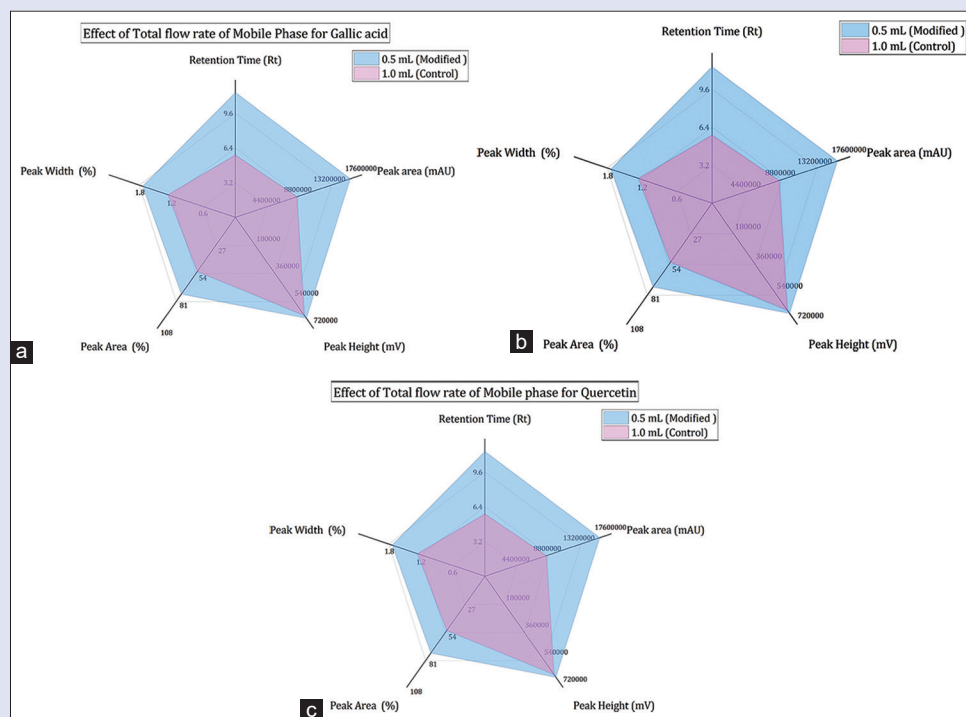 Effect of Total flow rate of Mobile Phase for Gallic acid
0.5 mL (Modified )
1.0 mL (Control)
Retention Time (Rt)
9.6
6.4
3.2
17600000
13200000
8800000
4400000
Peak area (mAU)
Peak Width (%)
1.8
1.2
0.6
180000
360000
540000
720000
27
54
81
108
Peak Area (%)
Peak Height (mV)
a
0.5 mL (Modified )
1.0 mL (Control)
Retention Time (Rt)
9.6
6.4
3.2
17600000
13200000
8800000
4400000
Peak area (mAU)
Peak Width (%)
1.8
1.2
0.6
180000
360000
540000
720000
27
54
81
108
Peak Area (%)
Peak Height (mV)
b
Effect of Total flow rate of Mobile phase for Quercetin
0.5 mL (Modified )
1.0 mL (Control)
Retention Time (Rt)
9.6
6.4
3.2
17600000
13200000
8800000
4400000
Peak area (mAU)
Peak Width (%)
1.8
1.2
0.6
180000
360000
540000
720000
27
54
81
108
Peak Area (%)
Peak Height (mV)
c